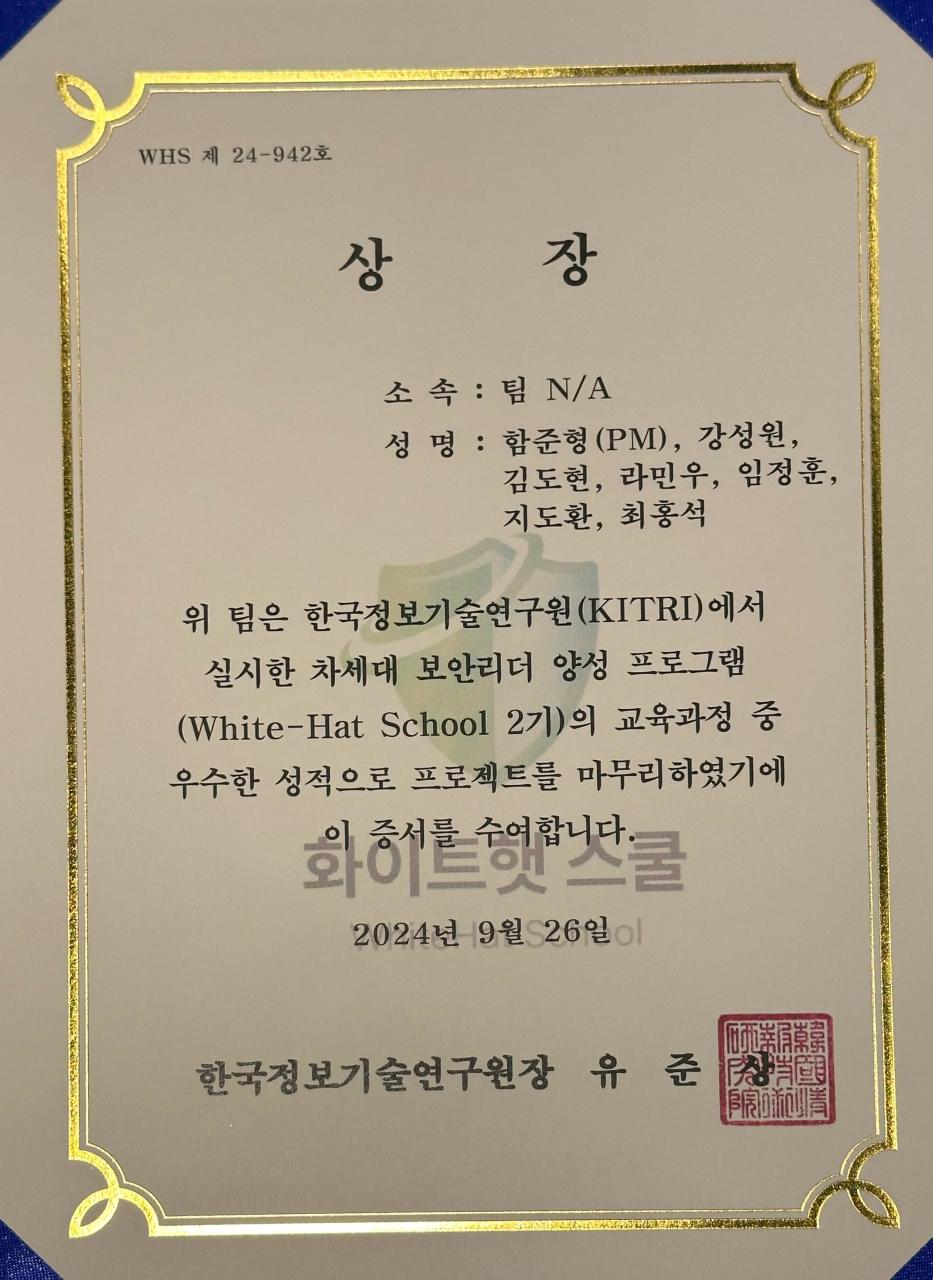 WHS 제 24-942호
상 장
소 속 : 팀 N/A
성 명 : 함준형(PM), 강성원,
김도현, 라민우, 임정훈,
지도환, 최홍석
위 팀은 한국정보기술연구원(KITRI)에서
실시한 차세대 보안리더 양성 프로그램
(White-Hat School 2기)의 교육과정 중
우수한 성적으로 프로젝트를 마무리하였기에
이 증서를 수여합니다.
화이트햇 스쿨
2024년 9월 26일
White Hat School
한국정보기술연구원장 유 준 상